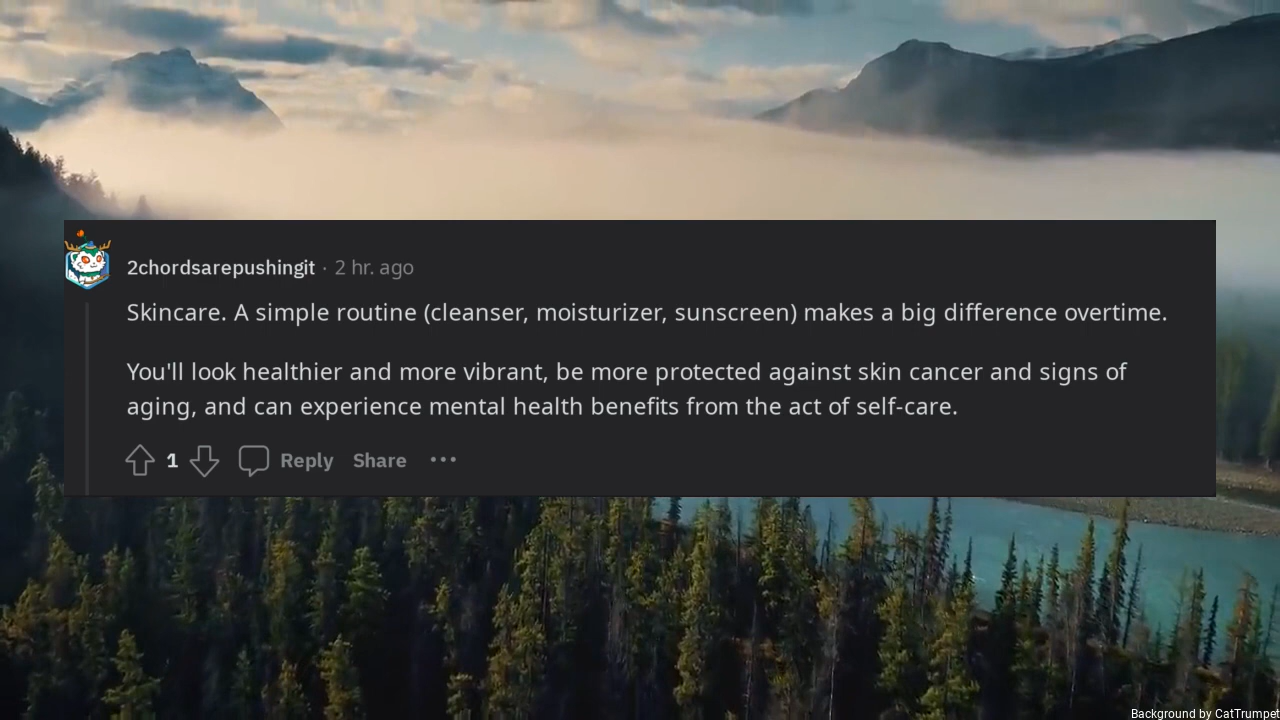 2chordsarepushingit · 2 hr. ago
Skincare. A simple routine (cleanser, moisturizer, sunscreen) makes a big difference overtime.
You'll look healthier and more vibrant, be more protected against skin cancer and signs of
aging, and can experience mental health benefits from the act of self-care.
1 Reply Share ···
Background by CatTrumpet